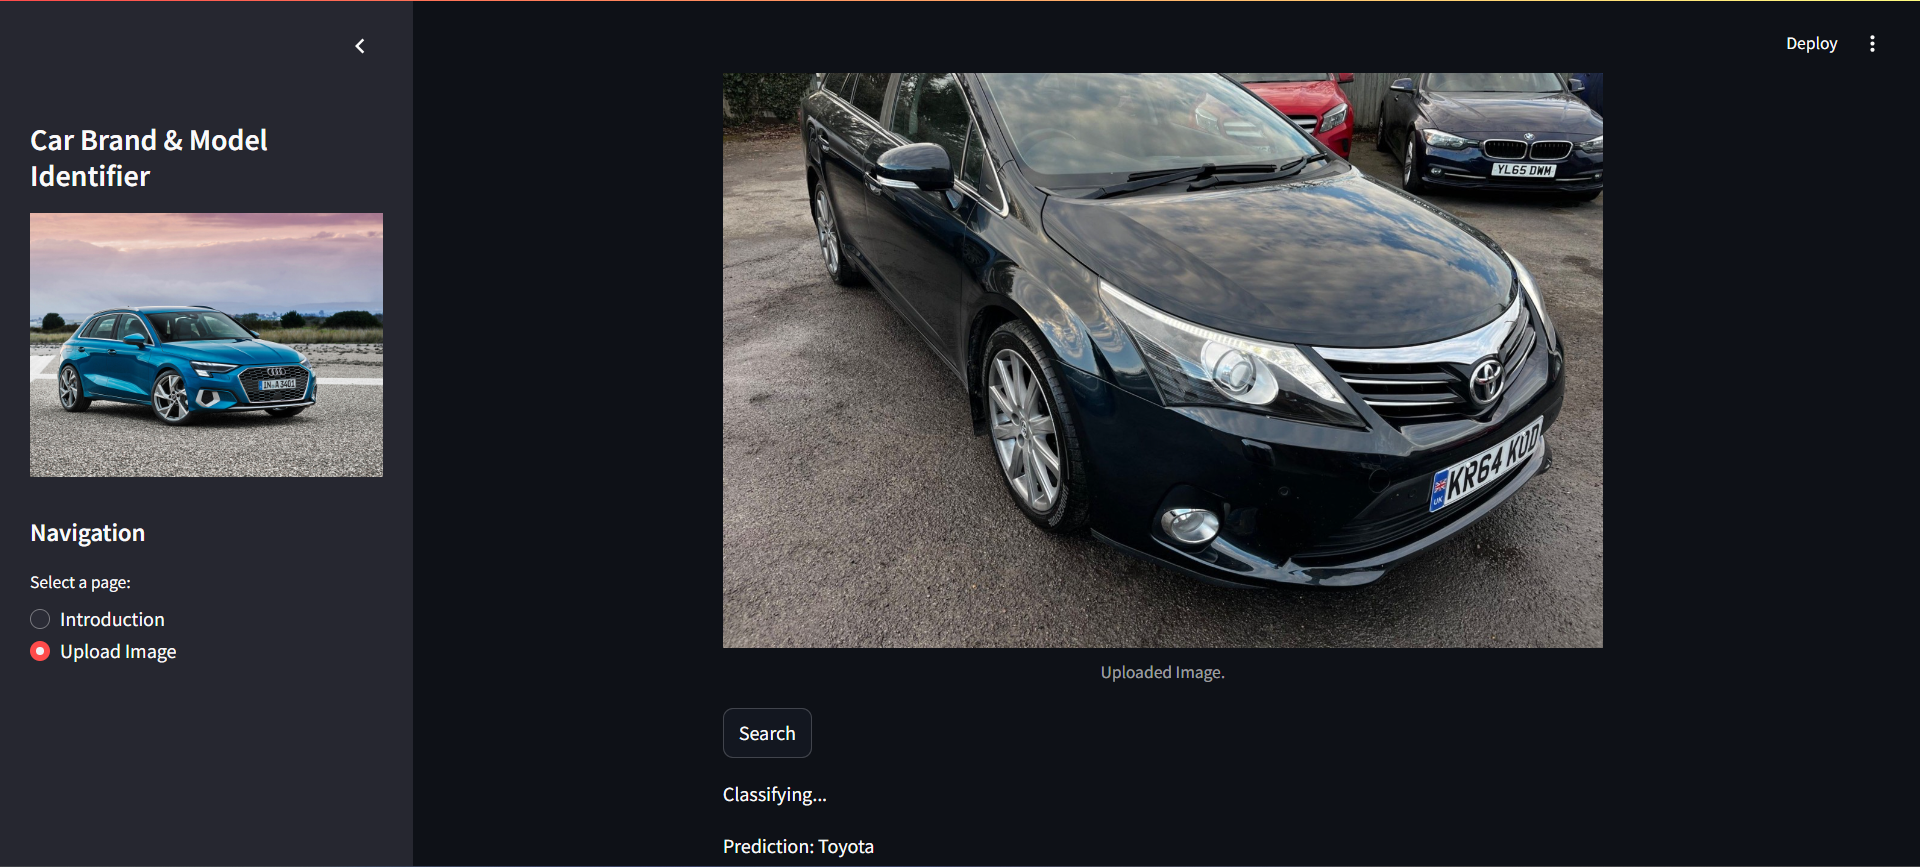 Deploy
Car Brand & Model
Identifier
IN·A 3401
Navigation
Select a page:
Introduction
Upload Image
YL65 DWM
KR64 KUD
UK
Uploaded Image.
Search
Classifying...
Prediction: Toyota